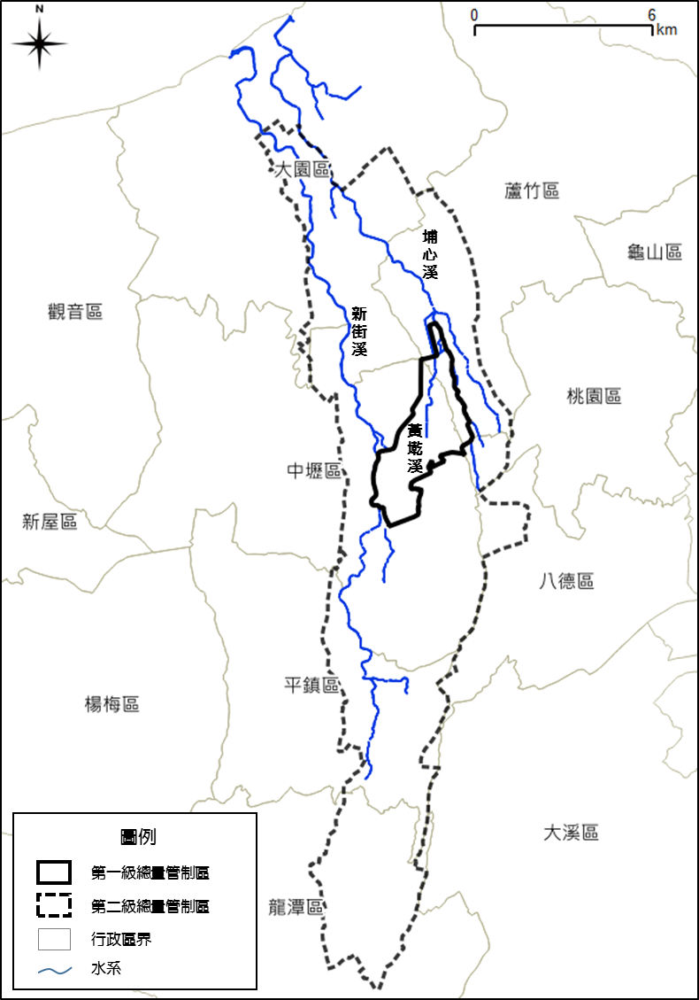 N
0 6
km
大園區
蘆竹區
埔心溪
龜山區
觀音區
新街溪
桃園區
黃墘溪
中壢區
新屋區
八德區
平鎮區
楊梅區
大溪區
龍潭區
圖例
第一級總量管制區
第二級總量管制區
行政區界
水系